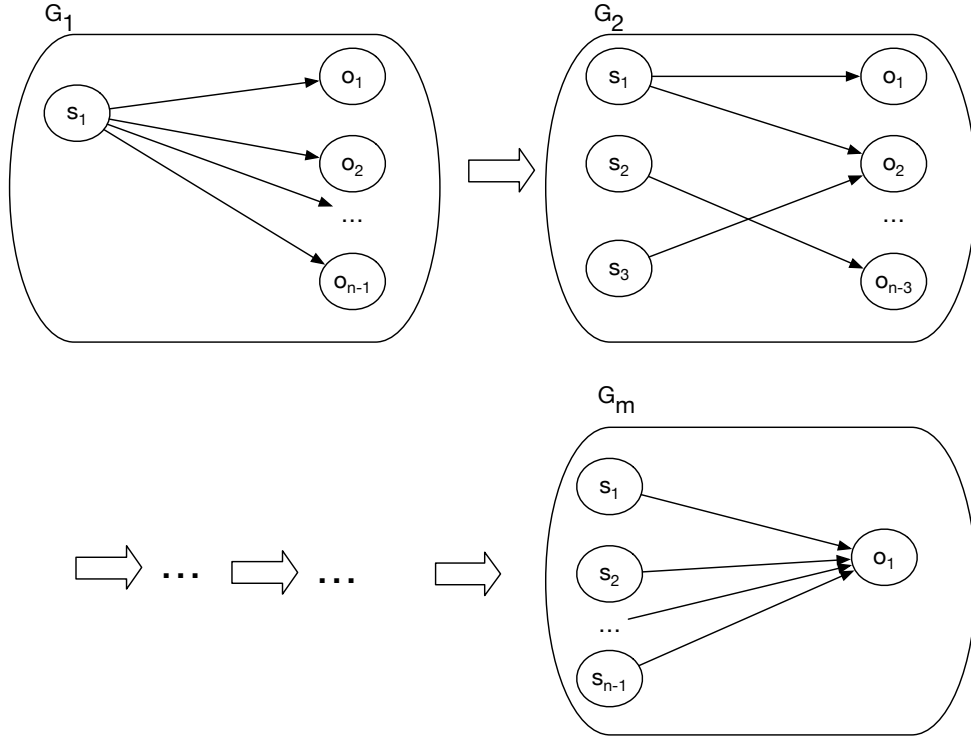 G₁
s₁
o₁
o₂
...
oₙ₋₁
G₂
s₁
s₂
s₃
o₁
o₂
...
oₙ₋₃
... ...
Gₘ
s₁
s₂
...
sₙ₋₁
o₁